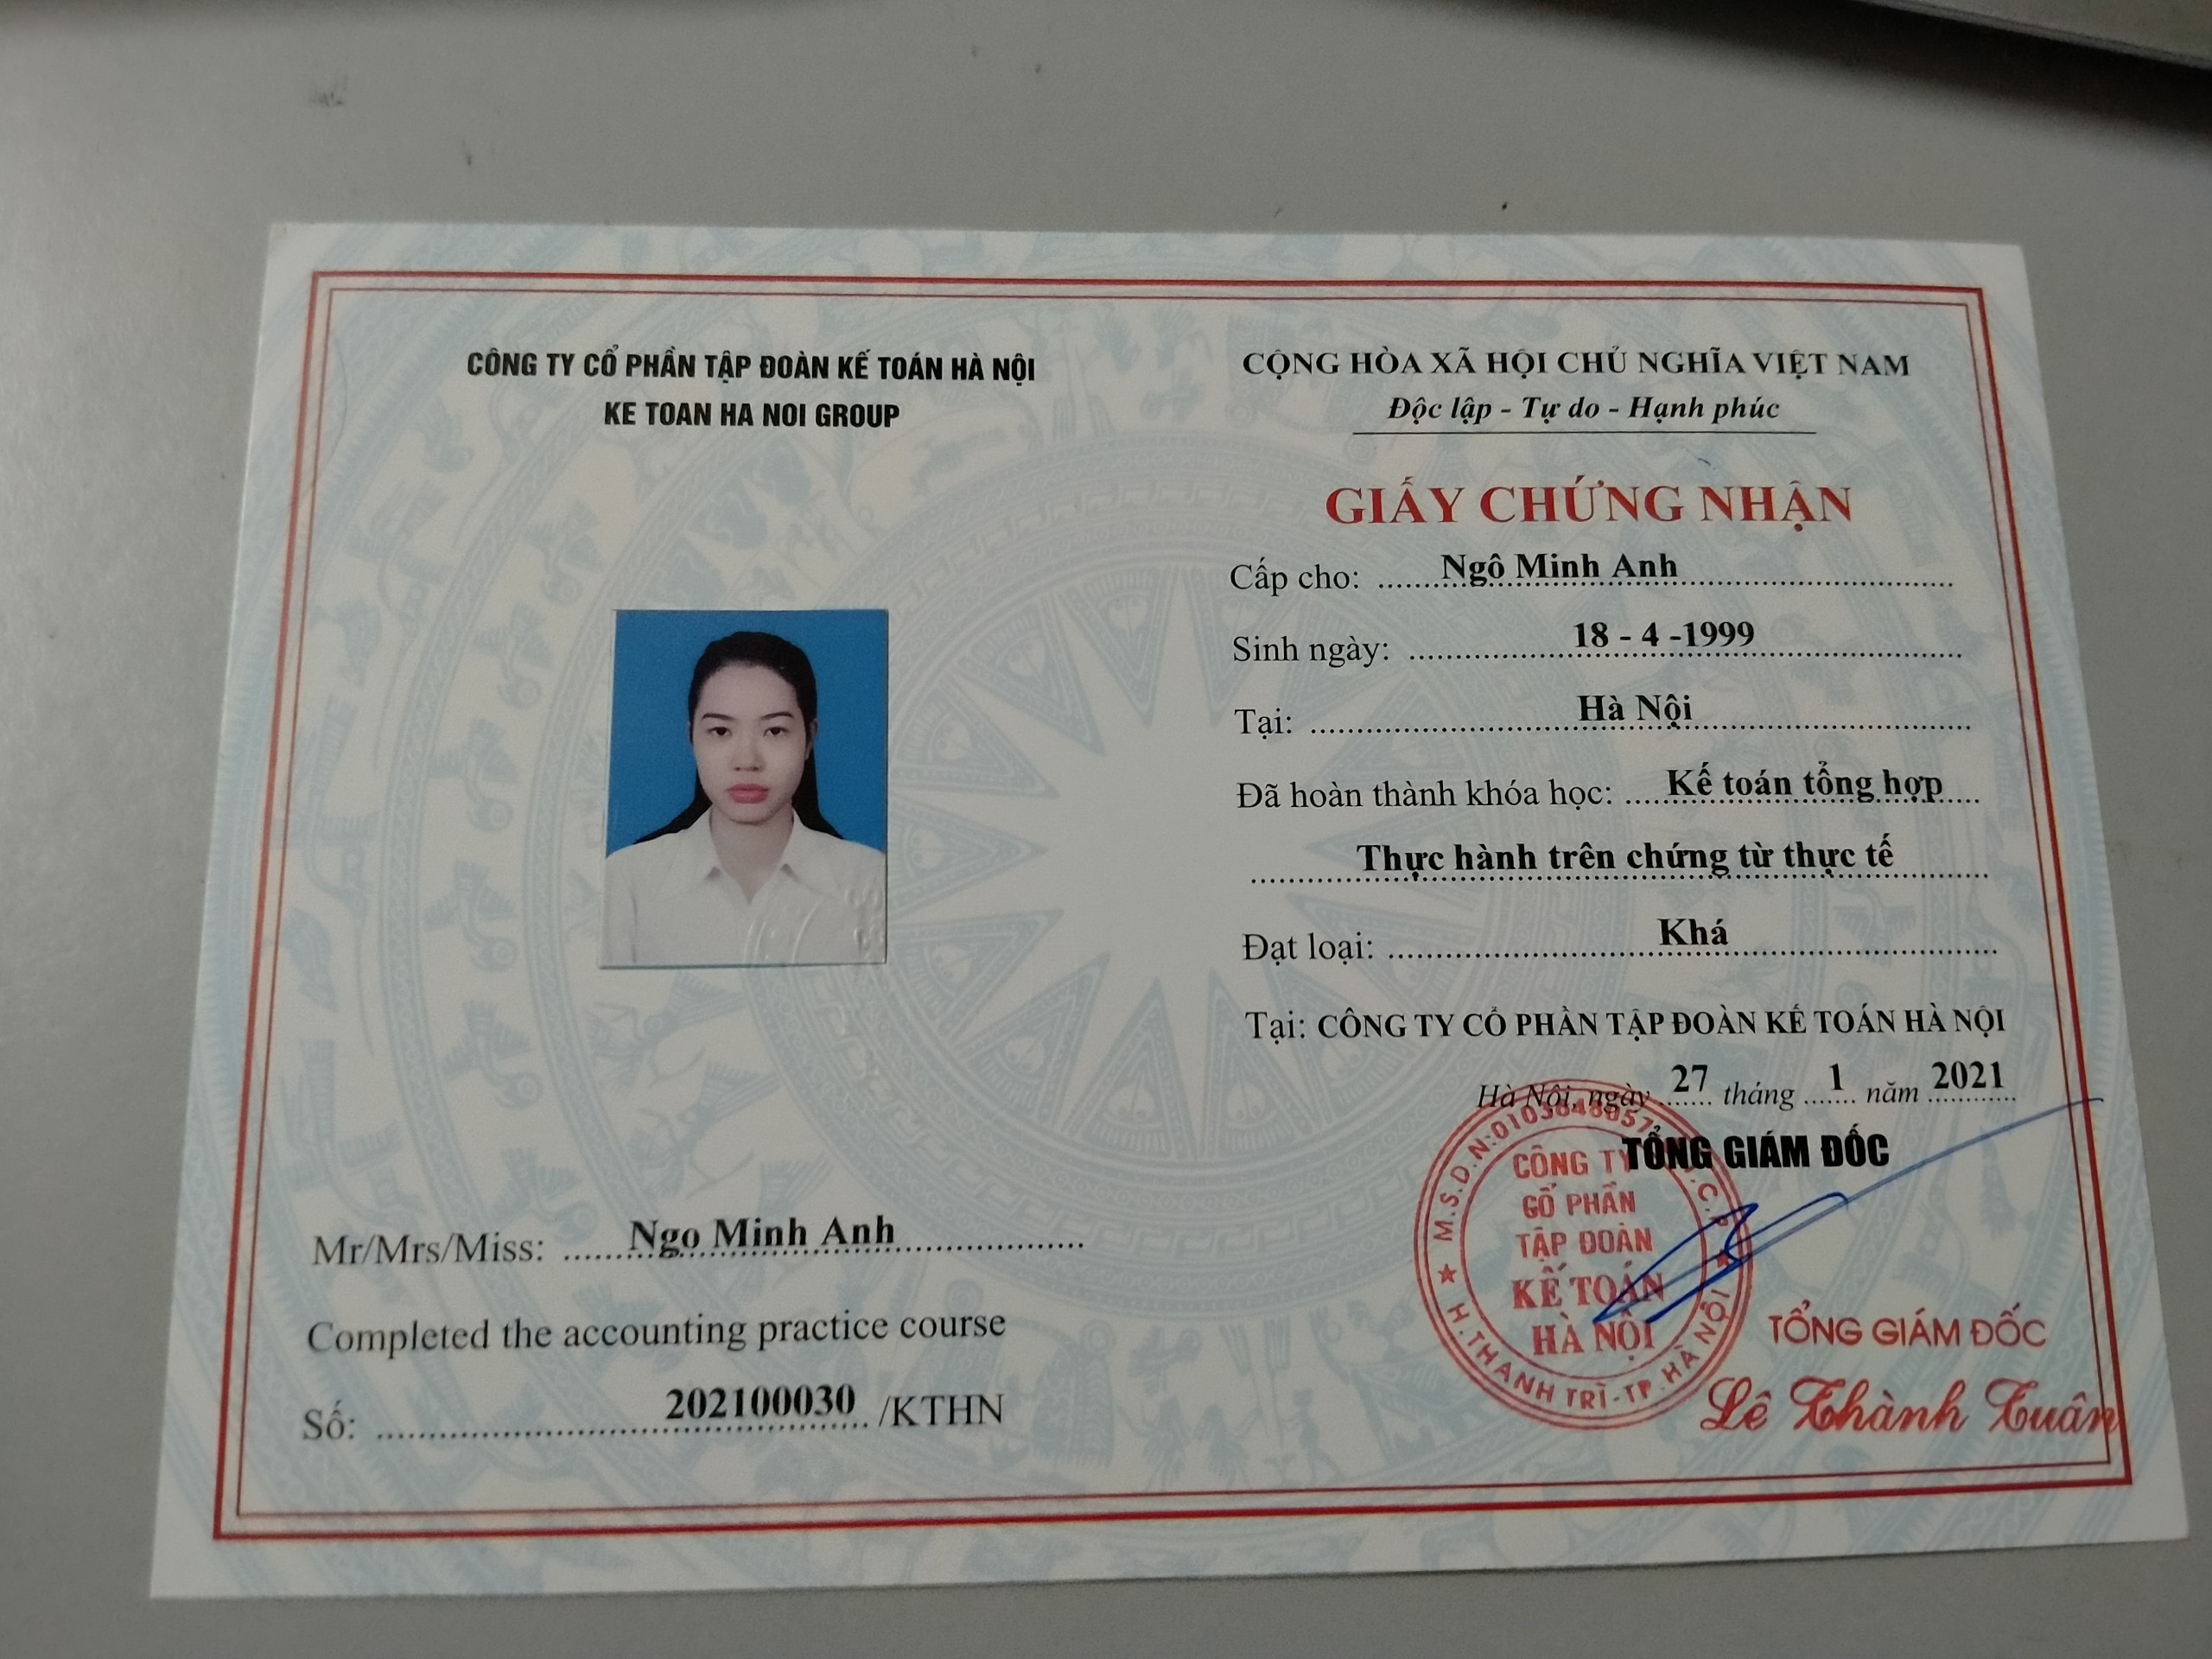 CÔNG TY CỔ PHẦN TẬP ĐOÀN KẾ TOÁN HÀ NỘI
KE TOAN HA NOI GROUP
Mr/Mrs/Miss: Ngo Minh Anh
Completed the accounting practice course
Số: 202100030 /KTHN
CỘNG HÒA XÃ HỘI CHỦ NGHĨA VIỆT NAM
Độc lập - Tự do - Hạnh phúc
GIẤY CHỨNG NHẬN
Cấp cho: Ngô Minh Anh
Sinh ngày: 18 - 4 -1999
Tại: Hà Nội
Đã hoàn thành khóa học: Kế toán tổng hợp
Thực hành trên chứng từ thực tế
Đạt loại: Khá
Tại: CÔNG TY CỔ PHẦN TẬP ĐOÀN KẾ TOÁN HÀ NỘI
Hà Nội, ngày 27 tháng 1 năm 2021
TỔNG GIÁM ĐỐC
CÔNG TY
CỔ PHẦN
TẬP ĐOÀN
KẾ TOÁN
HÀ NỘI
H.THANH TRÌ-TP.HÀ NỘI
TỔNG GIÁM ĐỐC
Lê Thành Tuân